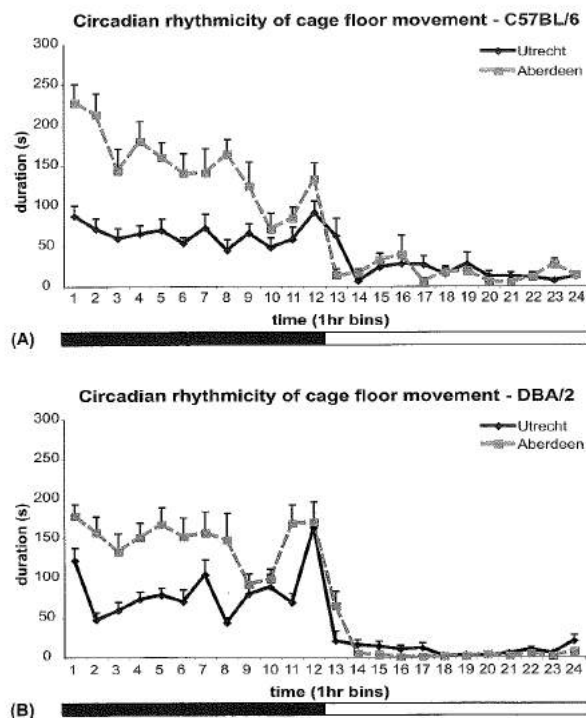 Circadian rhythmicity of cage floor movement - C57BL/6
300
250
200
150
100
50
0
duration (s)
Utrecht
Aberdeen
1 2 3 4 5 6 7 8 9 10 11 12 13 14 15 16 17 18 19 20 21 22 23 24
time (1hr bins)
(A)
Circadian rhythmicity of cage floor movement - DBA/2
300
250
200
150
100
50
0
duration (s)
Utrecht
Aberdeen
1 2 3 4 5 6 7 8 9 10 11 12 13 14 15 16 17 18 19 20 21 22 23 24
time (1hr bins)
(B)